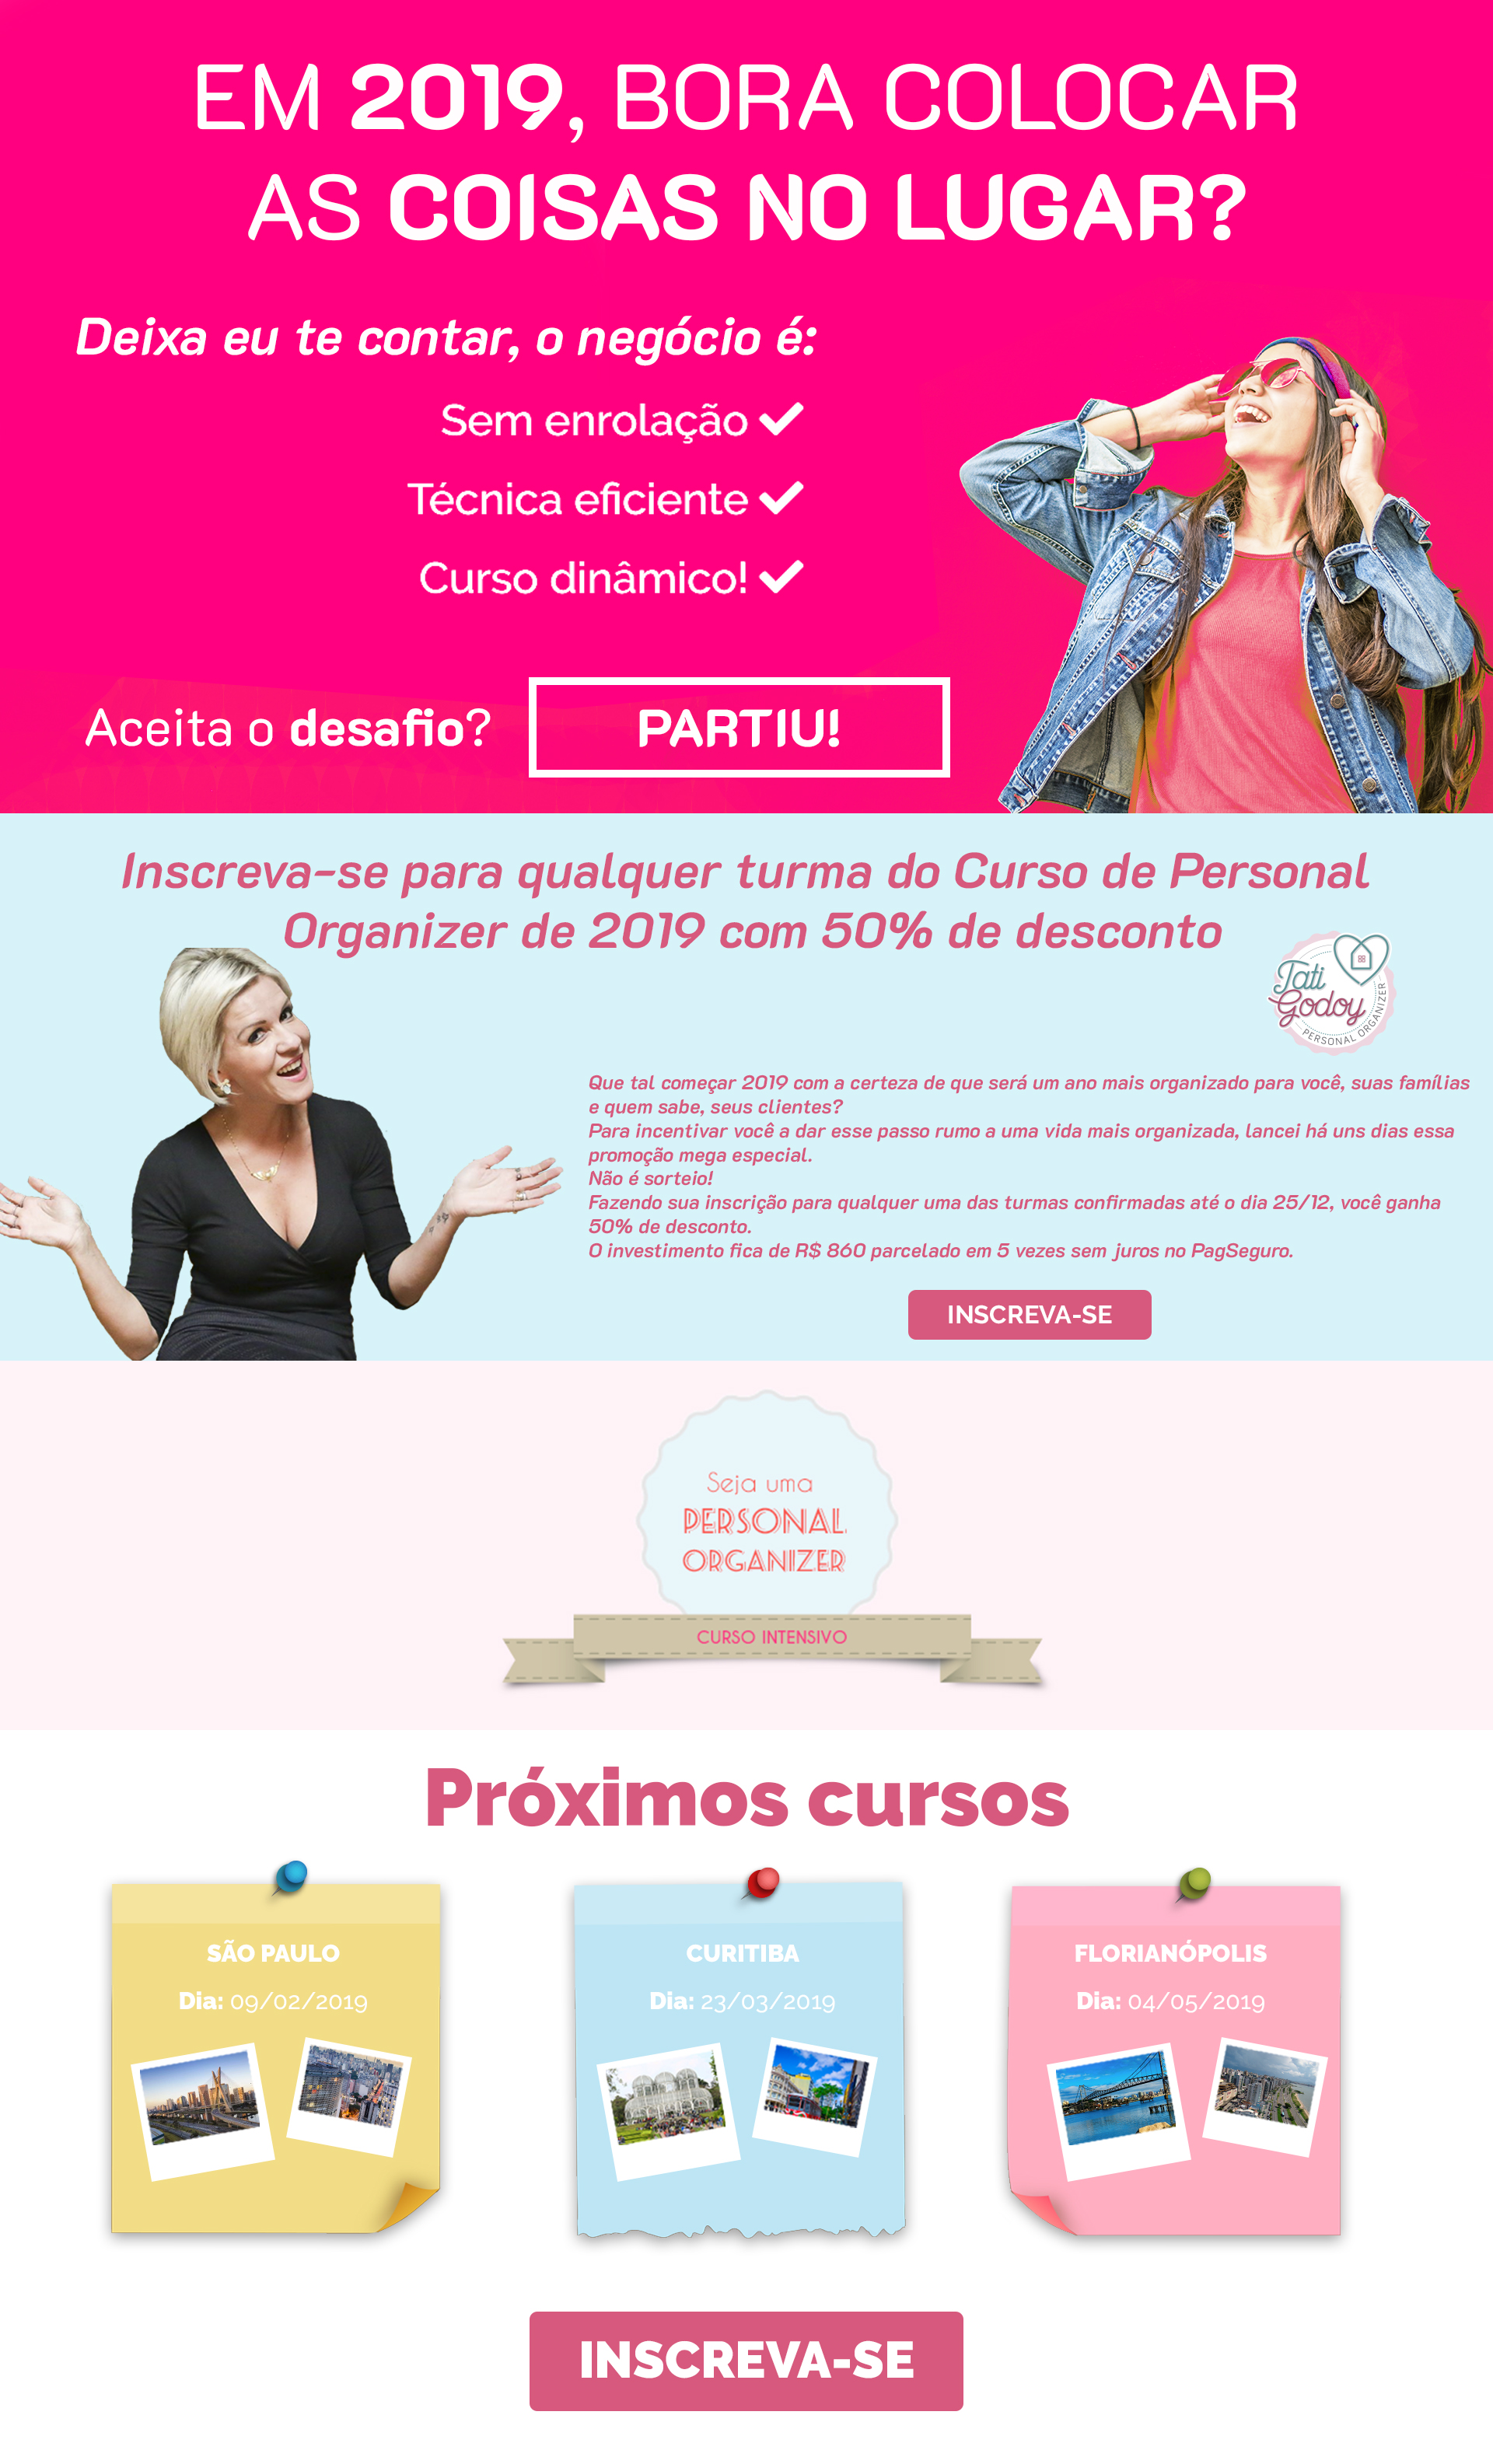 EM 2019, BORA COLOCAR
AS COISAS NO LUGAR?
Deixa eu te contar, o negócio é:
Sem enrolação
Técnica eficiente
Curso dinâmico!
Aceita o desafio?
PARTIU!
Inscreva-se para qualquer turma do Curso de Personal
Organizer de 2019 com 50% de desconto
Tati
Godoy
PERSONAL ORGANIZER
Que tal começar 2019 com a certeza de que será um ano mais organizado para você, suas famílias
e quem sabe, seus clientes?
Para incentivar você a dar esse passo rumo a uma vida mais organizada, lancei há uns dias essa
promoção mega especial.
Não é sorteio!
Fazendo sua inscrição para qualquer uma das turmas confirmadas até o dia 25/12, você ganha
50% de desconto.
O investimento fica de R$ 860 parcelado em 5 vezes sem juros no PagSeguro.
INSCREVA-SE
Seja uma
PERSONAL
ORGANIZER
CURSO INTENSIVO
Próximos cursos
SÃO PAULO
Dia: 09/02/2019
CURITIBA
Dia: 23/03/2019
FLORIANÓPOLIS
Dia: 04/05/2019
INSCREVA-SE